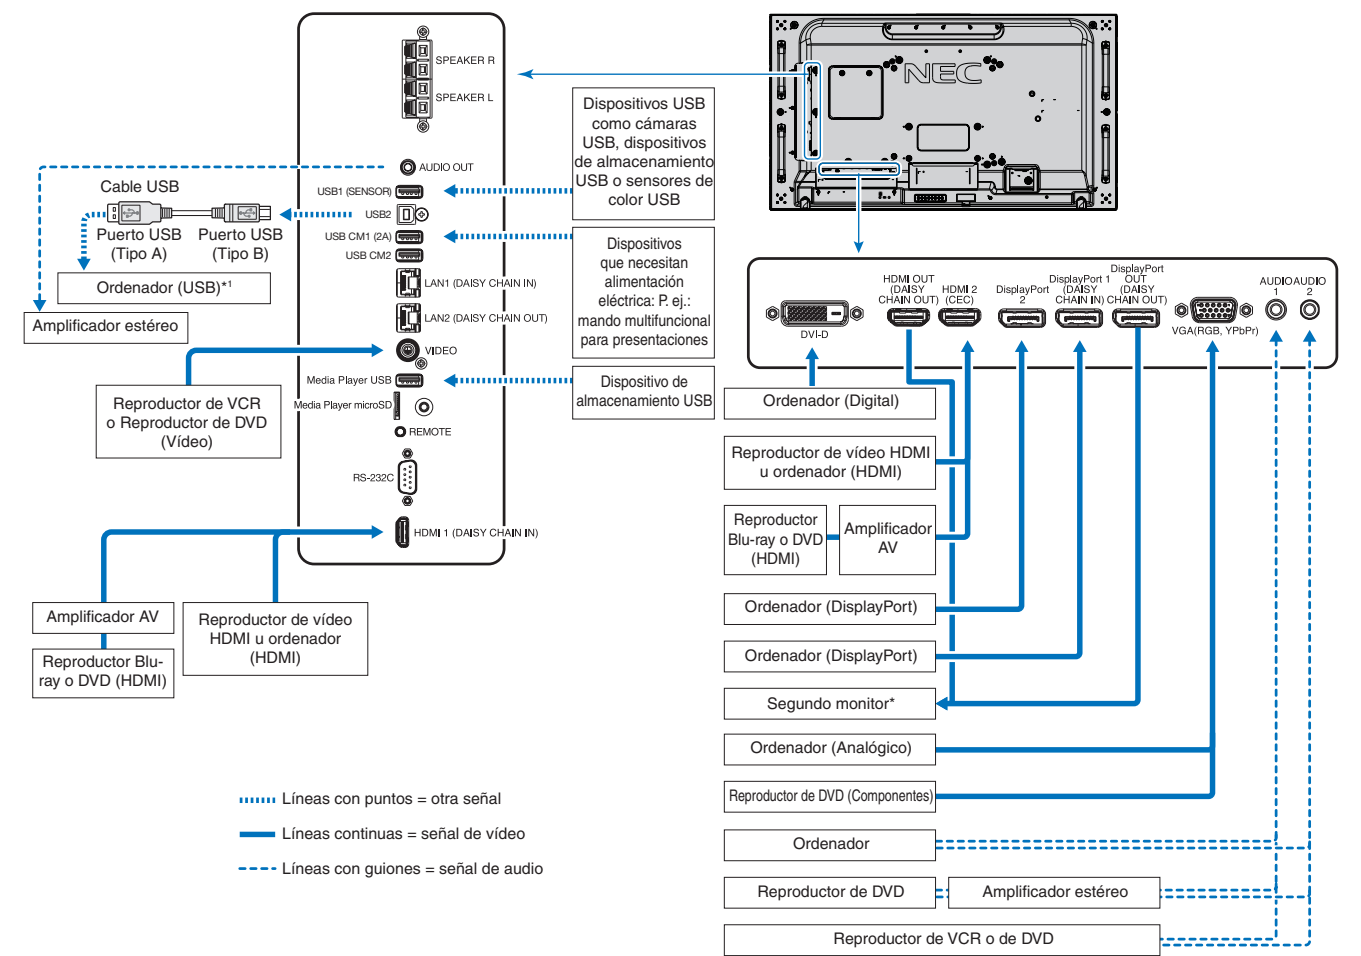 SPEAKER R
SPEAKER L
AUDIO OUT
USB1 (SENSOR)
USB2
USB CM1 (2A)
USB CM2
LAN1 (DAISY CHAIN IN)
LAN2 (DAISY CHAIN OUT)
VIDEO
Media Player USB
Media Player microSD
REMOTE
RS-232C
HDMI 1 (DAISY CHAIN IN)
Cable USB
Puerto USB
(Tipo A)
Puerto USB
(Tipo B)
Ordenador (USB)*1
Amplificador estéreo
Reproductor de VCR
o Reproductor de DVD
(Vídeo)
Amplificador AV
Reproductor Blu-
ray o DVD (HDMI)
Reproductor de vídeo
HDMI u ordenador
(HDMI)
Dispositivos USB
como cámaras
USB, dispositivos
de almacenamiento
USB o sensores de
color USB
Dispositivos
que necesitan
alimentación
eléctrica: P. ej.:
mando multifuncional
para presentaciones
Dispositivo de
almacenamiento USB
NEC
DVI-D
HDMI OUT
(DAISY
CHAIN OUT)
HDMI 2
(CEC)
DisplayPort
2
DisplayPort 1
(DAISY
CHAIN IN)
DisplayPort
OUT
(DAISY
CHAIN OUT)
VGA(RGB, YPbPr)
AUDIO
1
AUDIO
2
Ordenador (Digital)
Reproductor de vídeo HDMI
u ordenador (HDMI)
Reproductor
Blu-ray o DVD
(HDMI)
Amplificador
AV
Ordenador (DisplayPort)
Ordenador (DisplayPort)
Segundo monitor*
Ordenador (Analógico)
Reproductor de DVD (Componentes)
Ordenador
Reproductor de DVD
Amplificador estéreo
Reproductor de VCR o de DVD
Líneas con puntos = otra señal
Líneas continuas = señal de vídeo
Líneas con guiones = señal de audio